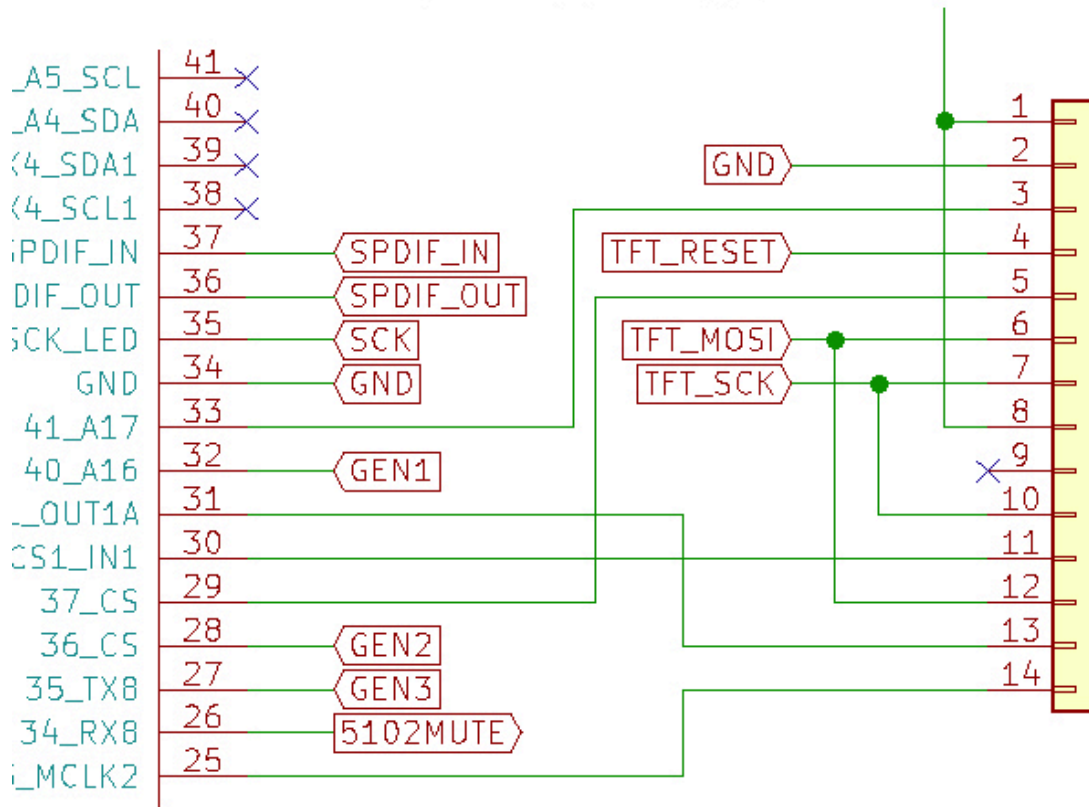 _A5_SCL 41
_A4_SDA 40 1
X4_SDA1 39 GND 2
X4_SCL1 38 3
SPDIF_IN 37 SPDIF_IN TFT_RESET 4
DIF_OUT 36 SPDIF_OUT 5
SCK_LED 35 SCK TFT_MOSI 6
GND 34 GND TFT_SCK 7
41_A17 33 8
40_A16 32 GEN1 9
_OUT1A 31 10
CS1_IN1 30 11
37_CS 29 12
36_CS 28 GEN2 13
35_TX8 27 GEN3 14
34_RX8 26 5102MUTE
_MCLK2 25